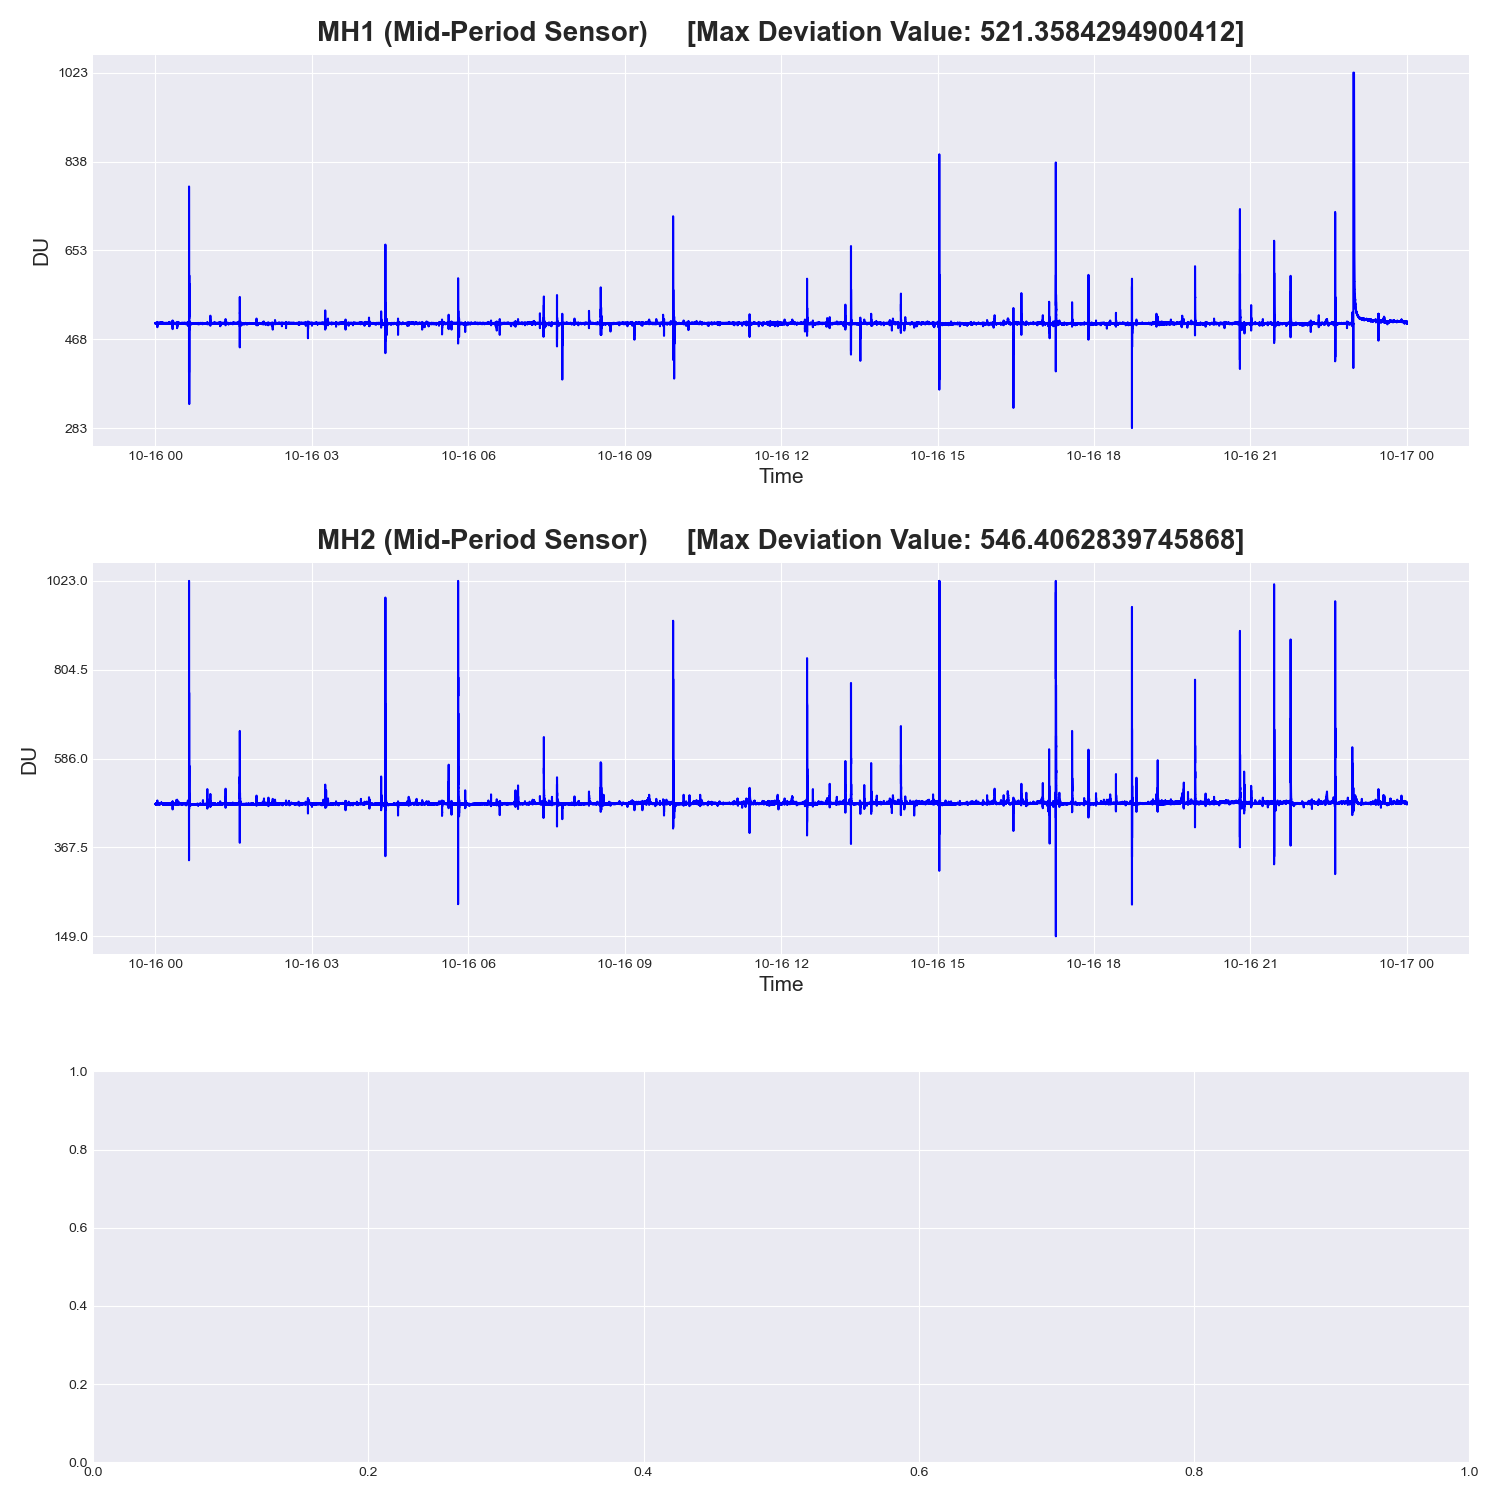 MH1 (Mid-Period Sensor) [Max Deviation Value: 521.3584294900412]
1023
838
653
468
283
DU
10-16 00 10-16 03 10-16 06 10-16 09 10-16 12 10-16 15 10-16 18 10-16 21 10-17 00
Time
MH2 (Mid-Period Sensor) [Max Deviation Value: 546.4062839745868]
1023.0
804.5
586.0
367.5
149.0
DU
10-16 00 10-16 03 10-16 06 10-16 09 10-16 12 10-16 15 10-16 18 10-16 21 10-17 00
Time
1.0
0.8
0.6
0.4
0.2
0.0
0.0 0.2 0.4 0.6 0.8 1.0